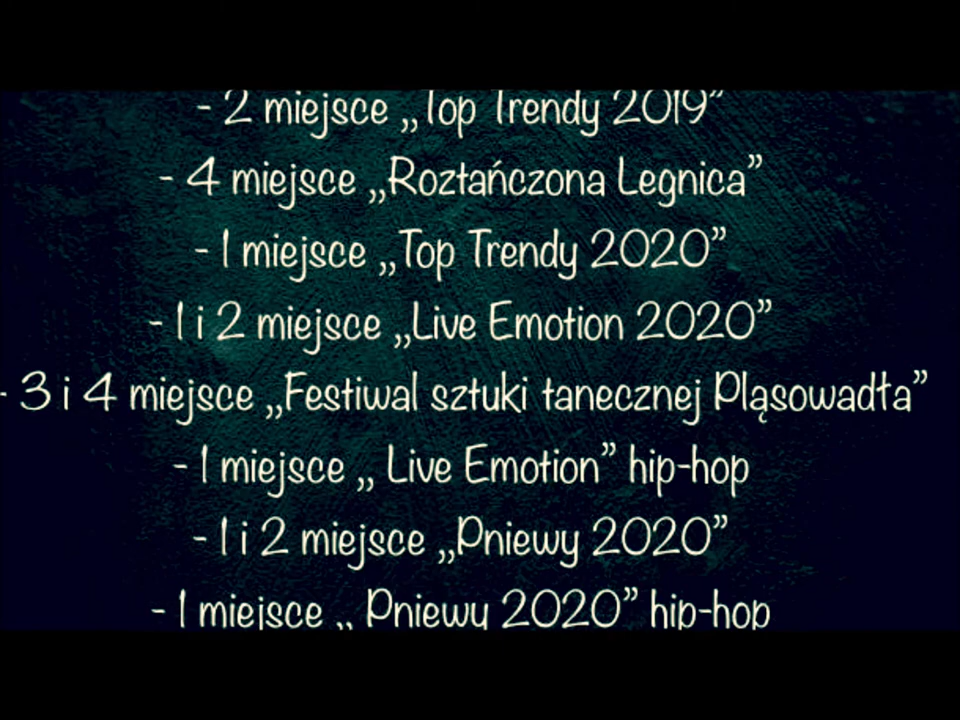 - 2 miejsce „Top Trendy 2019”
- 4 miejsce „Roztańczona Legnica”
- 1 miejsce „Top Trendy 2020”
- 1 i 2 miejsce „Live Emotion 2020”
- 3 i 4 miejsce „Festiwal sztuki tanecznej Pląsowadła”
- 1 miejsce „ Live Emotion” hip-hop
- 1 i 2 miejsce „Pniewy 2020”
- 1 miejsce „ Pniewy 2020” hip-hop